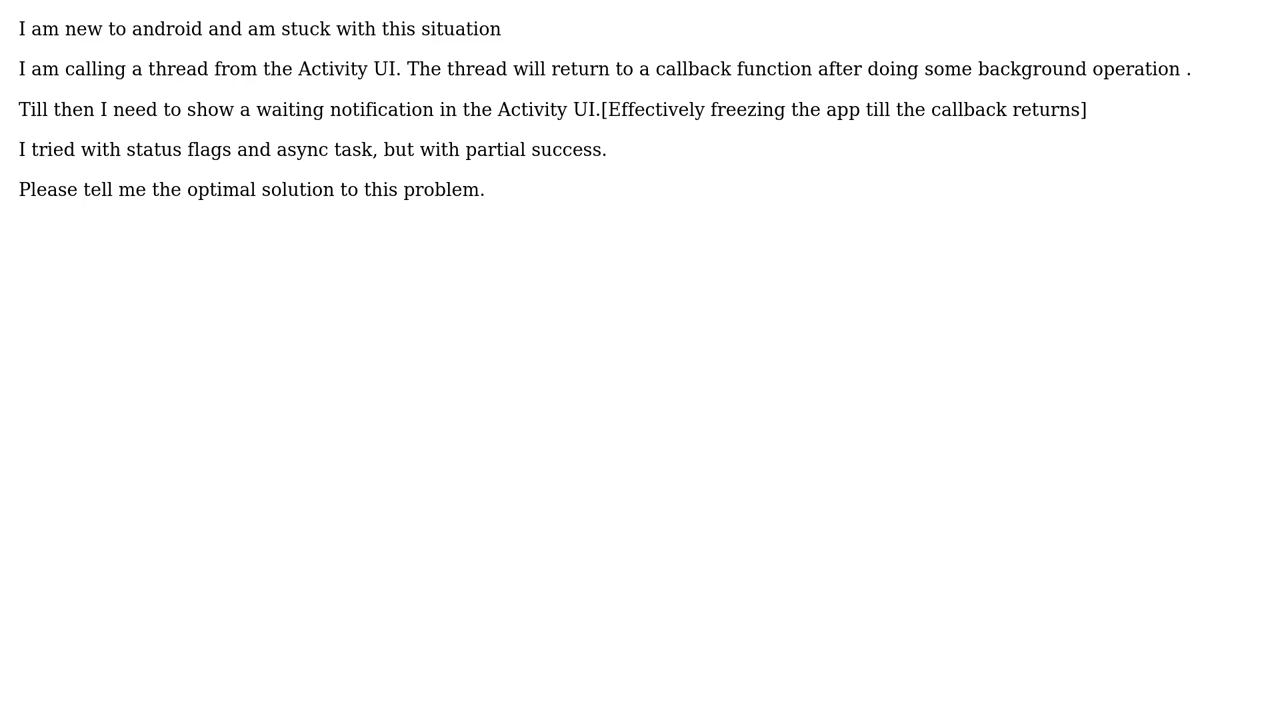 I am new to android and am stuck with this situation
I am calling a thread from the Activity UI. The thread will return to a callback function after doing some background operation .
Till then I need to show a waiting notification in the Activity UI.[Effectively freezing the app till the callback returns]
I tried with status flags and async task, but with partial success.
Please tell me the optimal solution to this problem.